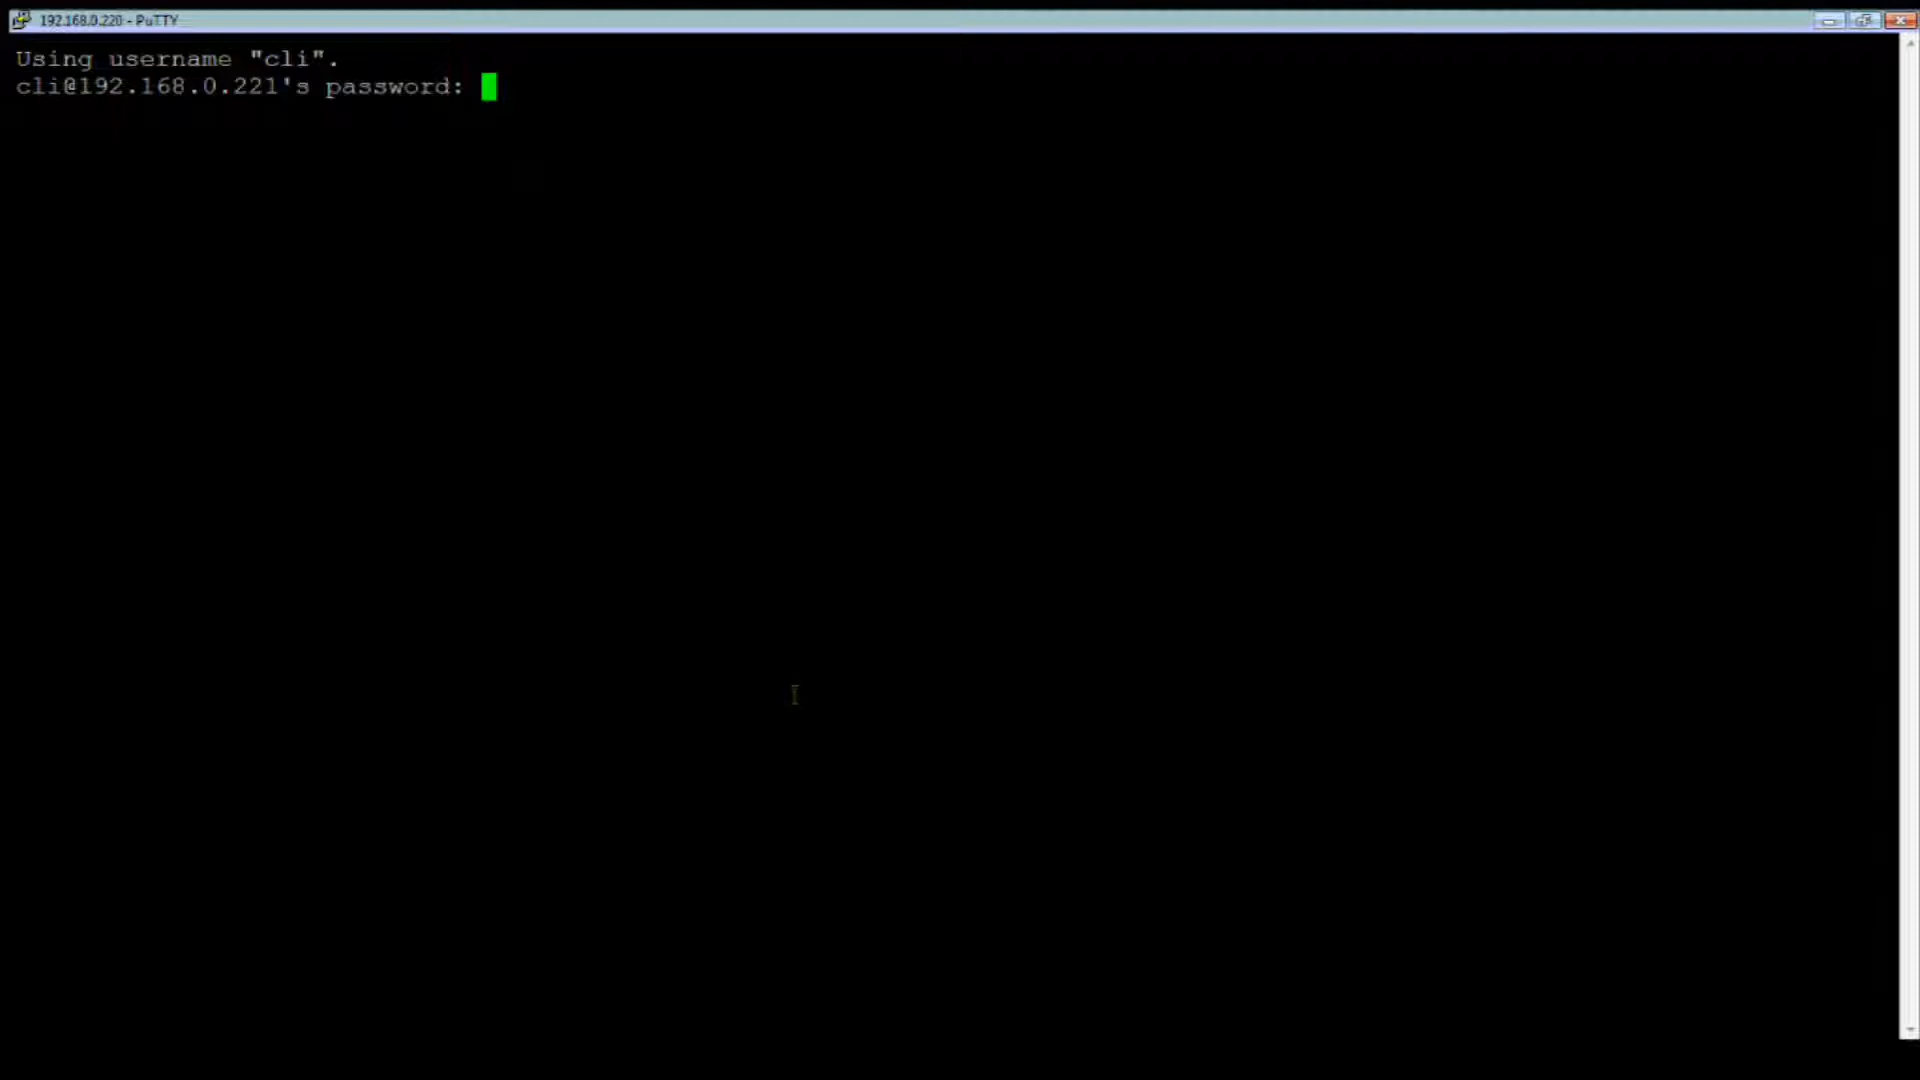 192.168.0.220 - PuTTY
Using username "cli".
cli@192.168.0.221's password: